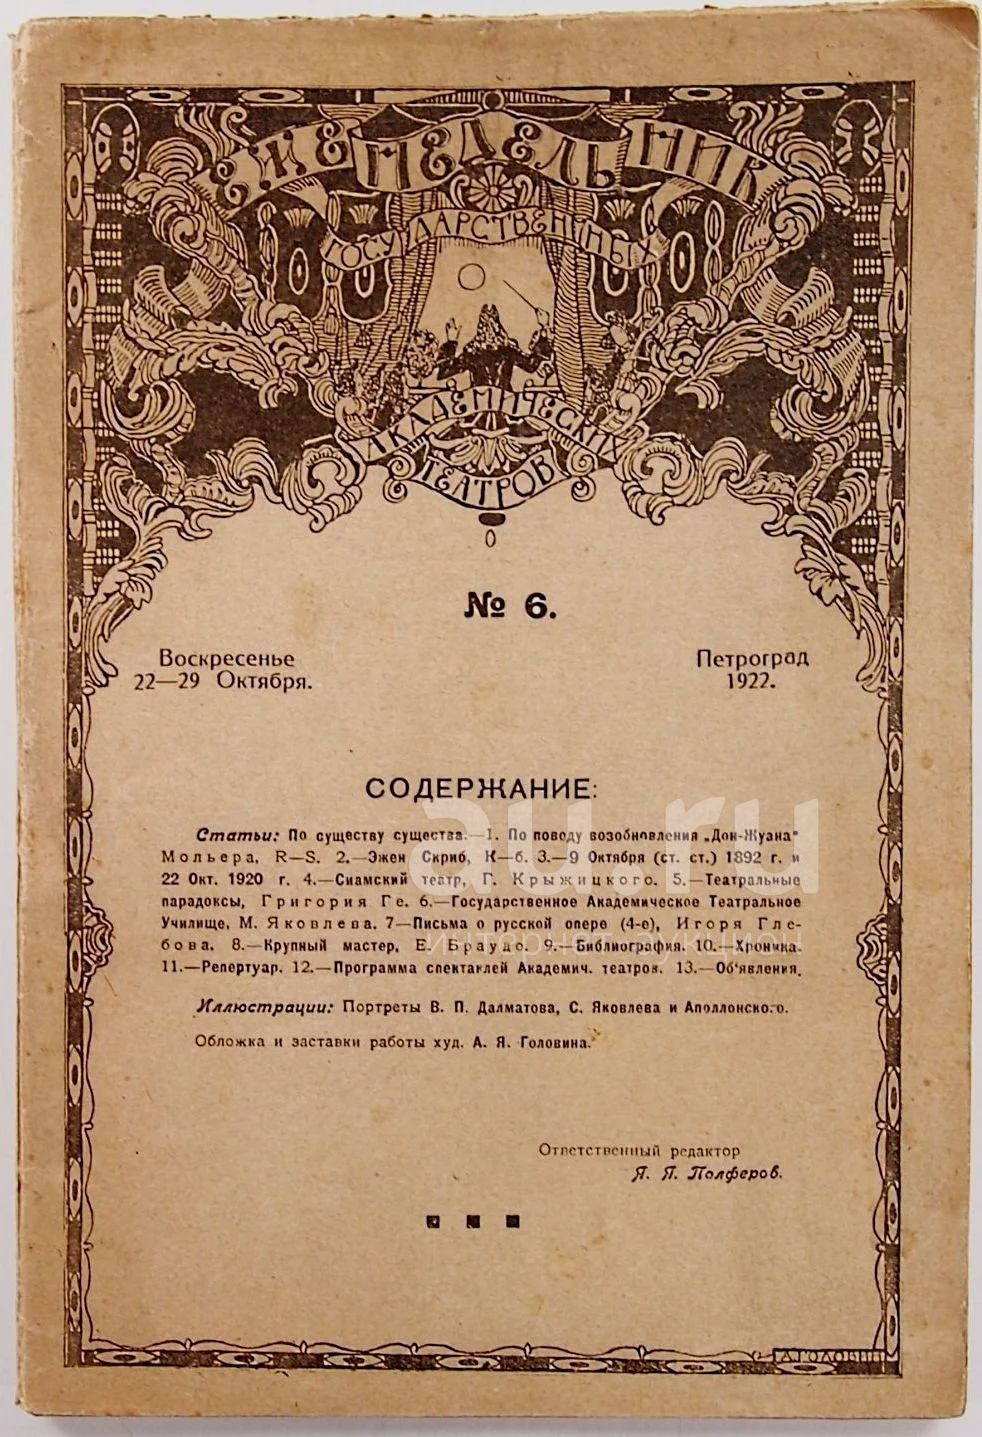 ЕЖЕНЕДЕЛЬНИК
ГОСУДАРСТВЕННЫХ
АКАДЕМИЧЕСКИХ
ТЕАТРОВ
№ 6.
Воскресенье
22—29 Октября.
Петроград
1922.
СОДЕРЖАНИЕ:
au.ru
Статьи: По существу существа.—1. По поводу возобновления „Дон-Жуана"
Мольера, R—S. 2.—Эжен Скриб, К—б. 3.—9 Октября (ст. ст.) 1892 г. и
22 Окт. 1920 г. 4.—Сиамский театр, Г. Крыжицкого. 5.—Театральные
парадоксы, Григория Ге. 6.—Государственное Академическое Театральное
Училище, М. Яковлева. 7—Письма о русской опере (4-е), Игоря Гле-
бова. 8.—Крупный мастер, Е. Браудо. 9.—Библиография. 10.—Хроника.
11.—Репертуар. 12.—Программа спектаклей Академич. театров. 13.—Об'явления.
Иллюстрации: Портреты В. П. Далматова, С. Яковлева и Аполлонского.
Обложка и заставки работы худ. А. Я. Головина.
Ответственный редактор
Я. Я. Полферов.
А.ГОЛОВИН